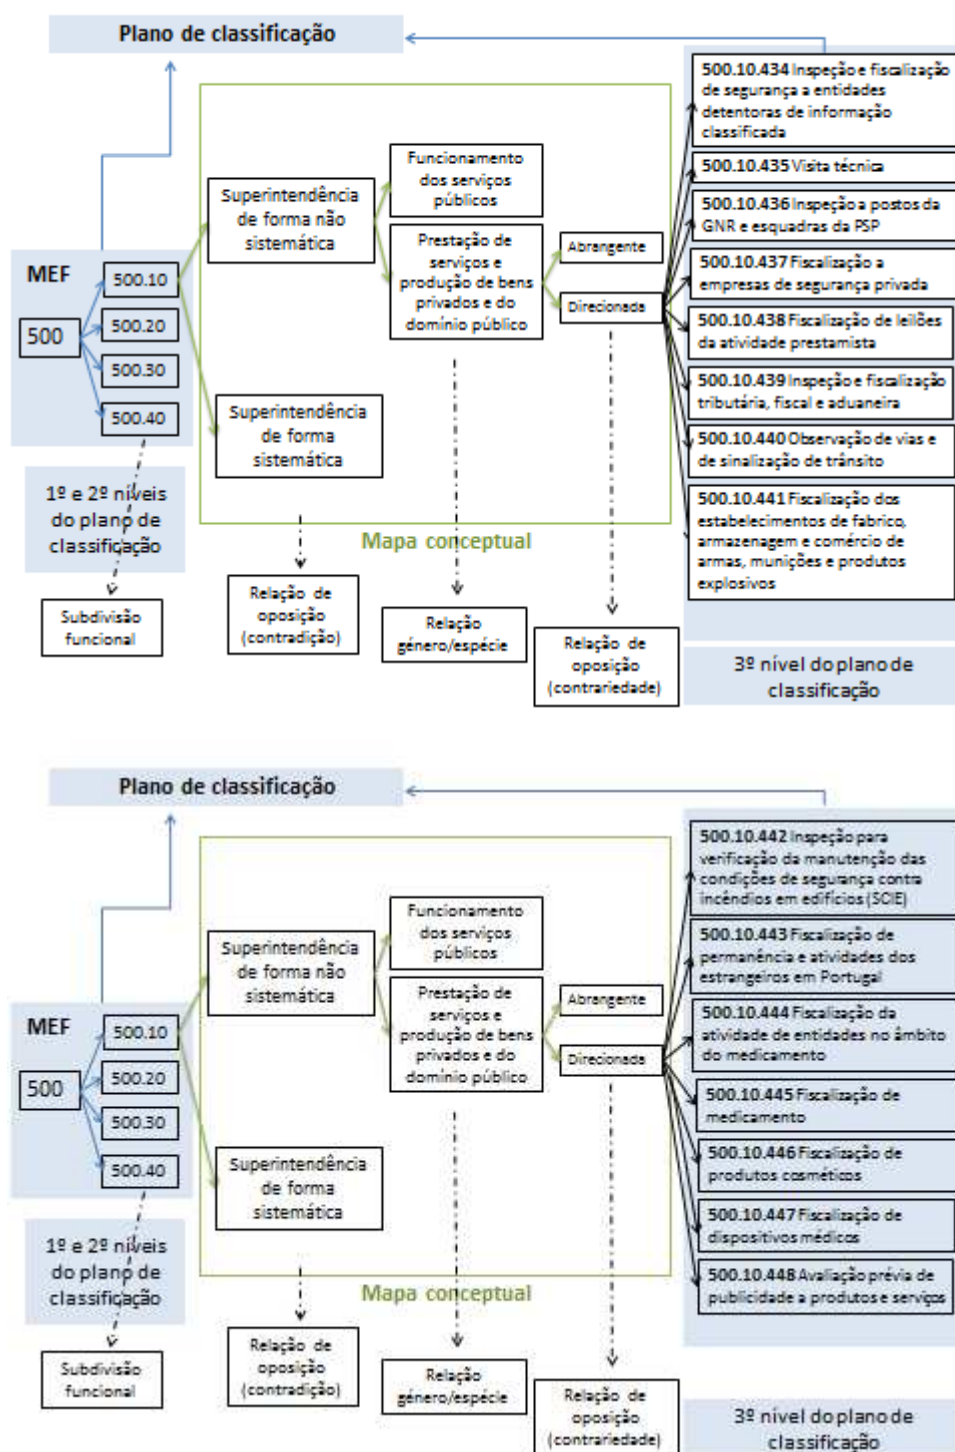 Plano de classificação
MEF
500
500.10
500.20
500.30
500.40
1º e 2º níveis
do plano de
classificação
Subdivisão
funcional
Superintendência
de forma não
sistemática
Superintendência
de forma
sistemática
Funcionamento
dos serviços
públicos
Prestação de
serviços e
produção de bens
privados e do
domínio público
Abrangente
Direcionada
Mapa conceptual
Relação de
oposição
(contradição)
Relação
género/espécie
Relação de
oposição
(contrariedade)
500.10.434 Inspeção e fiscalização
de segurança a entidades
detentoras de informação
classificada
500.10.435 Visita técnica
500.10.436 Inspeção a postos da
GNR e esquadras da PSP
500.10.437 Fiscalização a
empresas de segurança privada
500.10.438 Fiscalização de leilões
da atividade prestamista
500.10.439 Inspeção e fiscalização
tributária, fiscal e aduaneira
500.10.440 Observação de vias e
de sinalização de trânsito
500.10.441 Fiscalização dos
estabelecimentos de fabrico,
armazenagem e comércio de
armas, munições e produtos
explosivos
3º nível do plano de
classificação
Plano de classificação
MEF
500
500.10
500.20
500.30
500.40
1º e 2º níveis
do plano de
classificação
Subdivisão
funcional
Superintendência
de forma não
sistemática
Superintendência
de forma
sistemática
Funcionamento
dos serviços
públicos
Prestação de
serviços e
produção de bens
privados e do
domínio público
Abrangente
Direcionada
Mapa conceptual
Relação de
oposição
(contradição)
Relação
género/espécie
Relação de
oposição
(contrariedade)
500.10.442 Inspeção para
verificação da manutenção das
condições de segurança contra
incêndios em edifícios (SCIE)
500.10.443 Fiscalização de
permanência e atividades dos
estrangeiros em Portugal
500.10.444 Fiscalização da
atividade de entidades no âmbito
do medicamento
500.10.445 Fiscalização de
medicamento
500.10.446 Fiscalização de
produtos cosméticos
500.10.447 Fiscalização de
dispositivos médicos
500.10.448 Avaliação prévia de
publicidade a produtos e serviços
3º nível do plano de
classificação